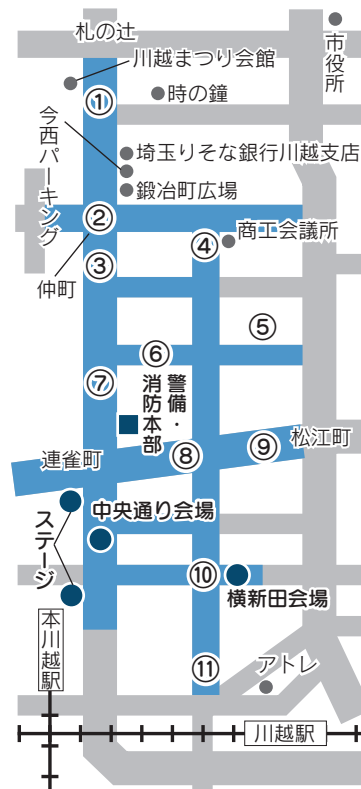 札の辻
市役所
川越まつり会館
①
時の鐘
今西パーキング
埼玉りそな銀行川越支店
鍛冶町広場
②
④
商工会議所
仲町
③
⑤
⑥
⑦
警備・
消防本部
⑧
⑨
松江町
連雀町
ステージ
中央通り会場
⑩
横新田会場
本川越駅
⑪
アトレ
川越駅